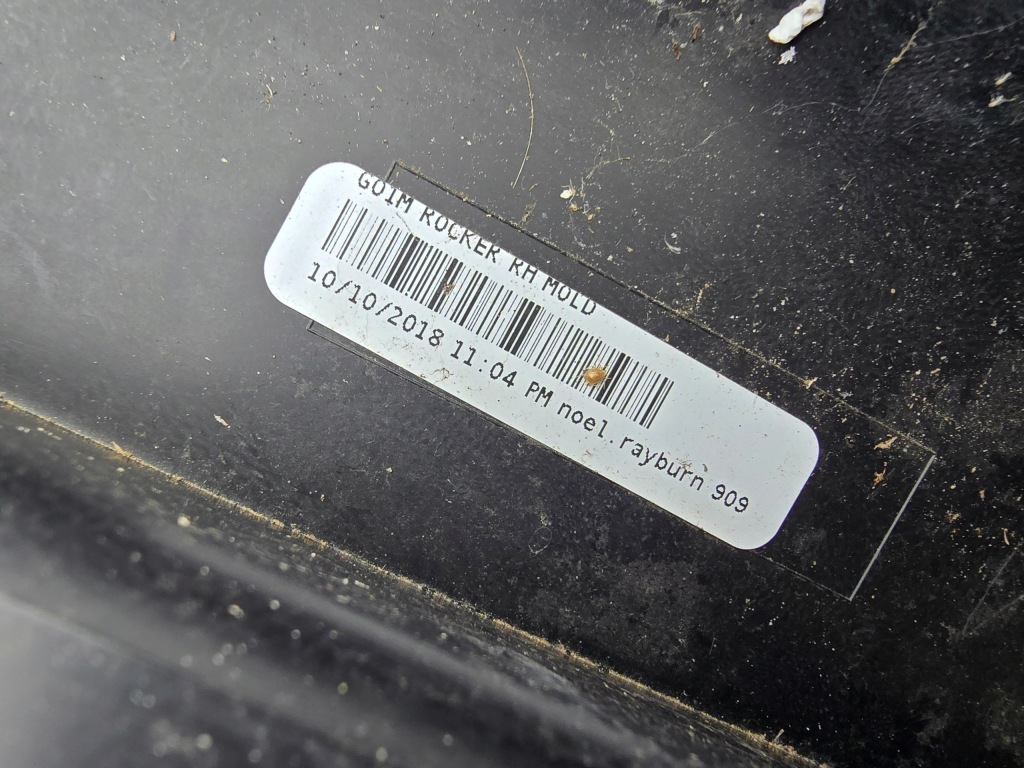 G01M ROCKER RH MOLD
10/10/2018 11:04 PM noel.rayburn 909